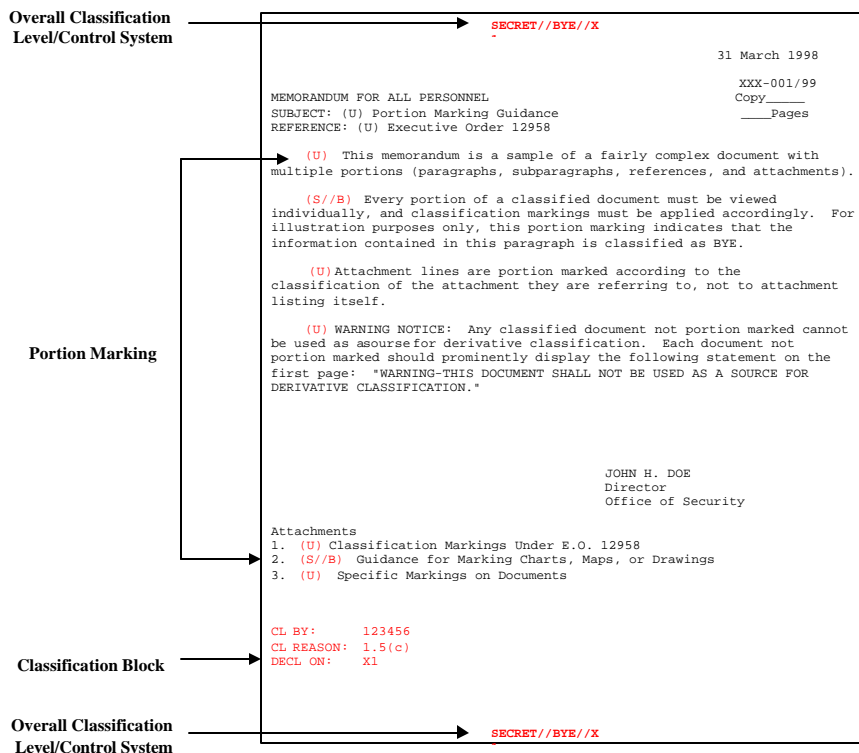 Overall Classification
Level/Control System
SECRET//BYE//X
31 March 1998
XXX-001/99
MEMORANDUM FOR ALL PERSONNEL Copy_____
SUBJECT: (U) Portion Marking Guidance ____Pages
REFERENCE: (U) Executive Order 12958
(U) This memorandum is a sample of a fairly complex document with
multiple portions (paragraphs, subparagraphs, references, and attachments).
(S//B) Every portion of a classified document must be viewed
individually, and classification markings must be applied accordingly. For
illustration purposes only, this portion marking indicates that the
information contained in this paragraph is classified as BYE.
(U)Attachment lines are portion marked according to the
classification of the attachment they are referring to, not to attachment
listing itself.
(U) WARNING NOTICE: Any classified document not portion marked cannot
be used as asourse for derivative classification. Each document not
portion marked should prominently display the following statement on the
first page: "WARNING-THIS DOCUMENT SHALL NOT BE USED AS A SOURCE FOR
DERIVATIVE CLASSIFICATION."
Portion Marking
JOHN H. DOE
Director
Office of Security
Attachments
1. (U) Classification Markings Under E.O. 12958
2. (S//B) Guidance for Marking Charts, Maps, or Drawings
3. (U) Specific Markings on Documents
CL BY: 123456
CL REASON: 1.5(c)
DECL ON: X1
Classification Block
Overall Classification
Level/Control System
SECRET//BYE//X